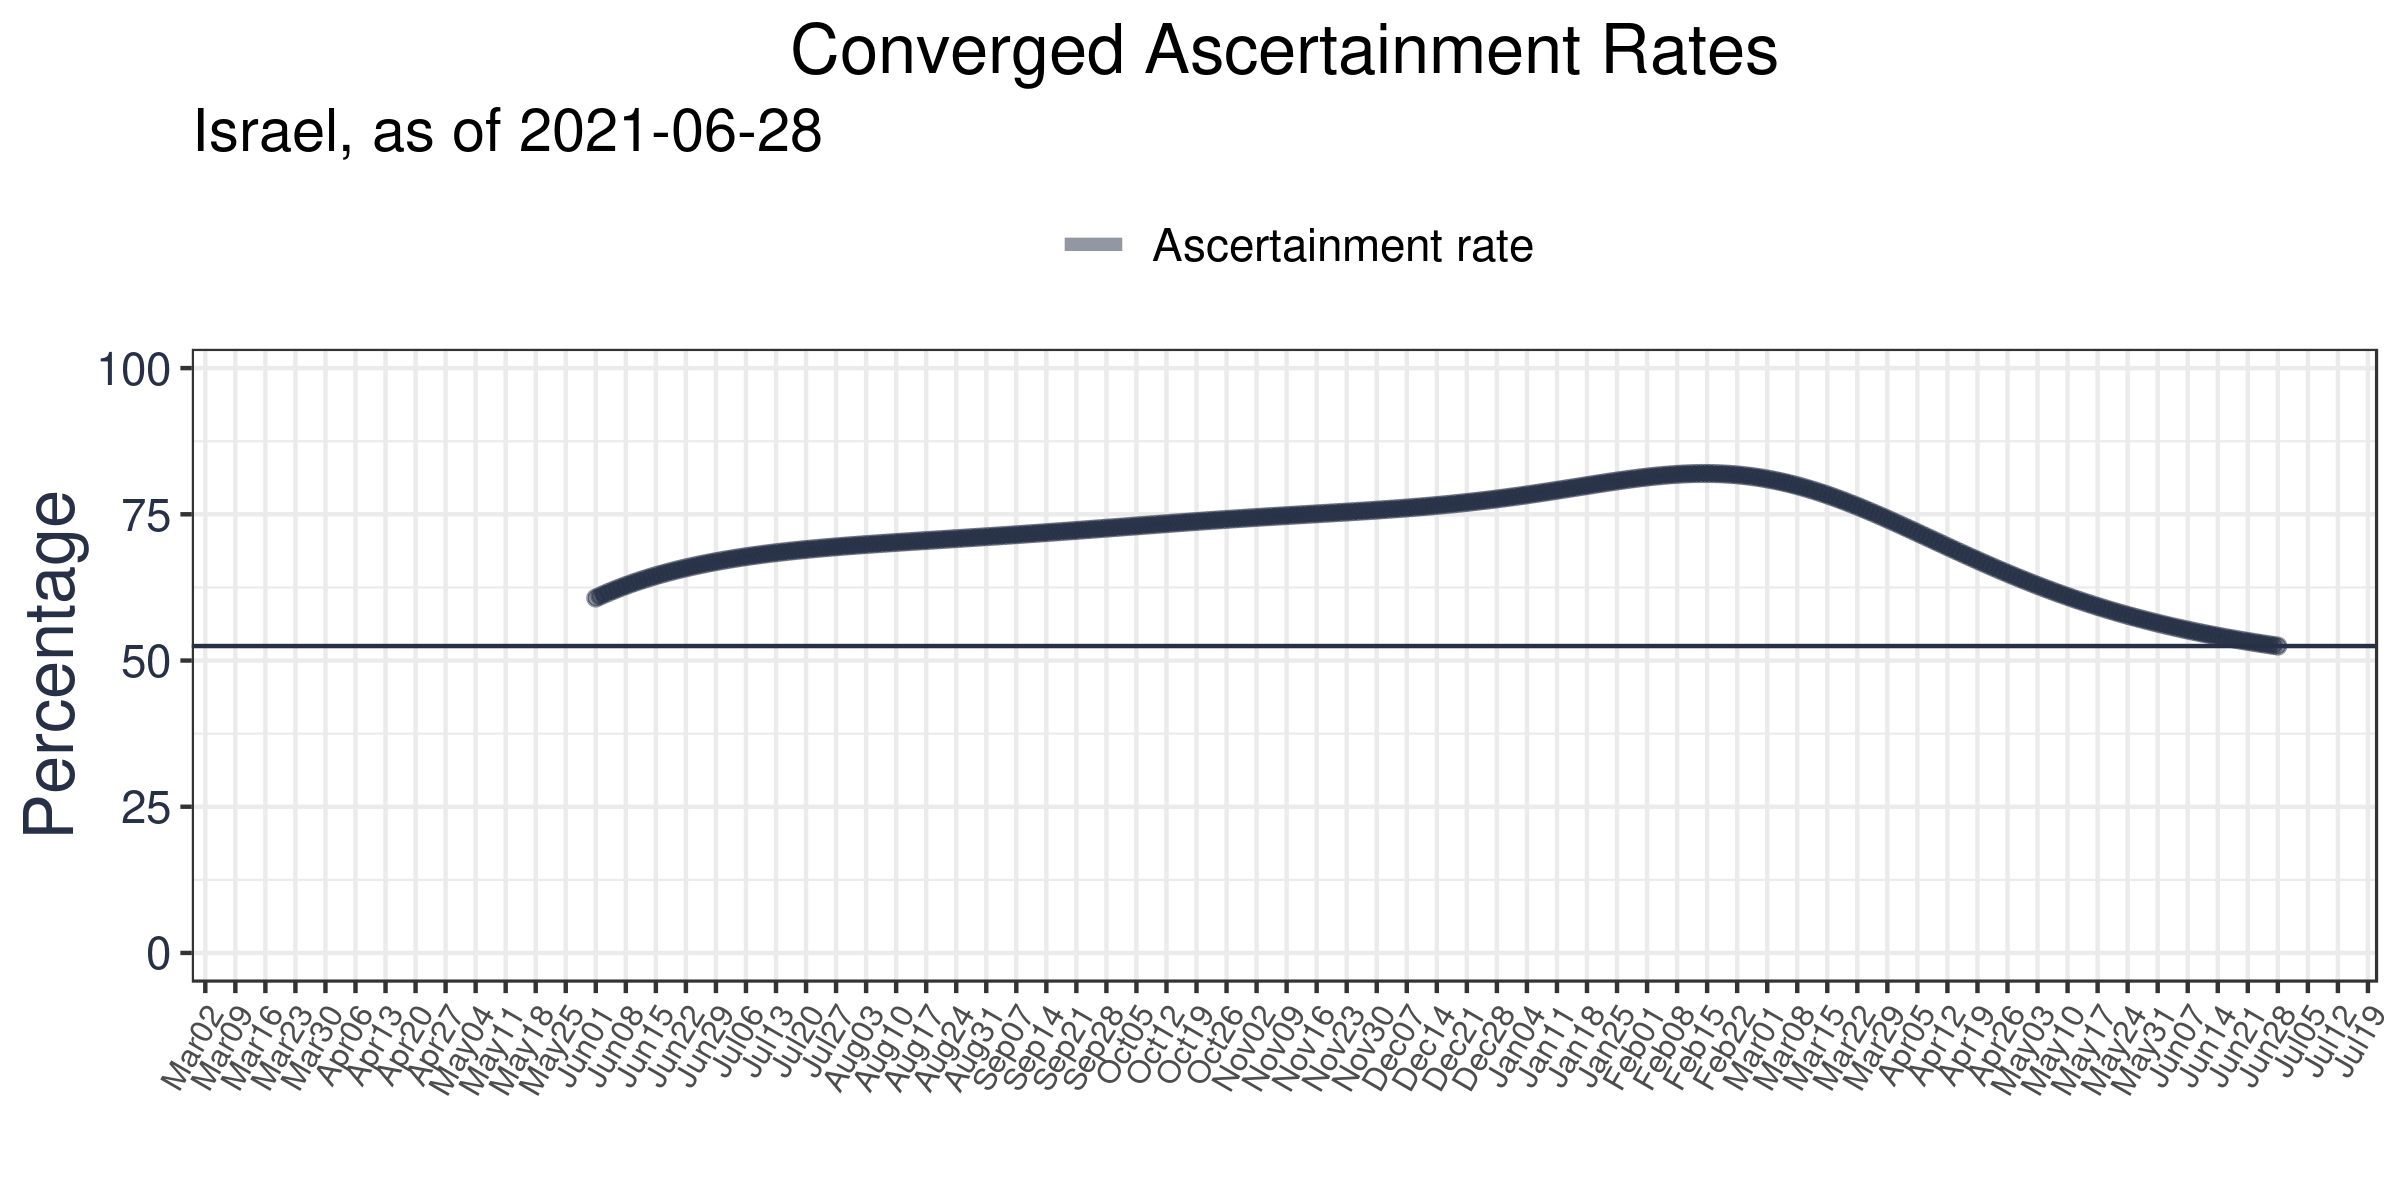 Converged Ascertainment Rates
Israel, as of 2021-06-28
Ascertainment rate
Percentage
100
75
50
25
0
Mar02 Mar09 Mar16 Mar23 Mar30 Apr06 Apr13 Apr20 Apr27 May04 May11 May18 May25 Jun01 Jun08 Jun15 Jun22 Jun29 Jul06 Jul13 Jul20 Jul27 Aug03 Aug10 Aug17 Aug24 Aug31 Sep07 Sep14 Sep21 Sep28 Oct05 Oct12 Oct19 Oct26 Nov02 Nov09 Nov16 Nov23 Nov30 Dec07 Dec14 Dec21 Dec28 Jan04 Jan11 Jan18 Jan25 Feb01 Feb08 Feb15 Feb22 Mar01 Mar08 Mar15 Mar22 Mar29 Apr05 Apr12 Apr19 Apr26 May03 May10 May17 May24 May31 Jun07 Jun14 Jun21 Jun28 Jul05 Jul12 Jul19